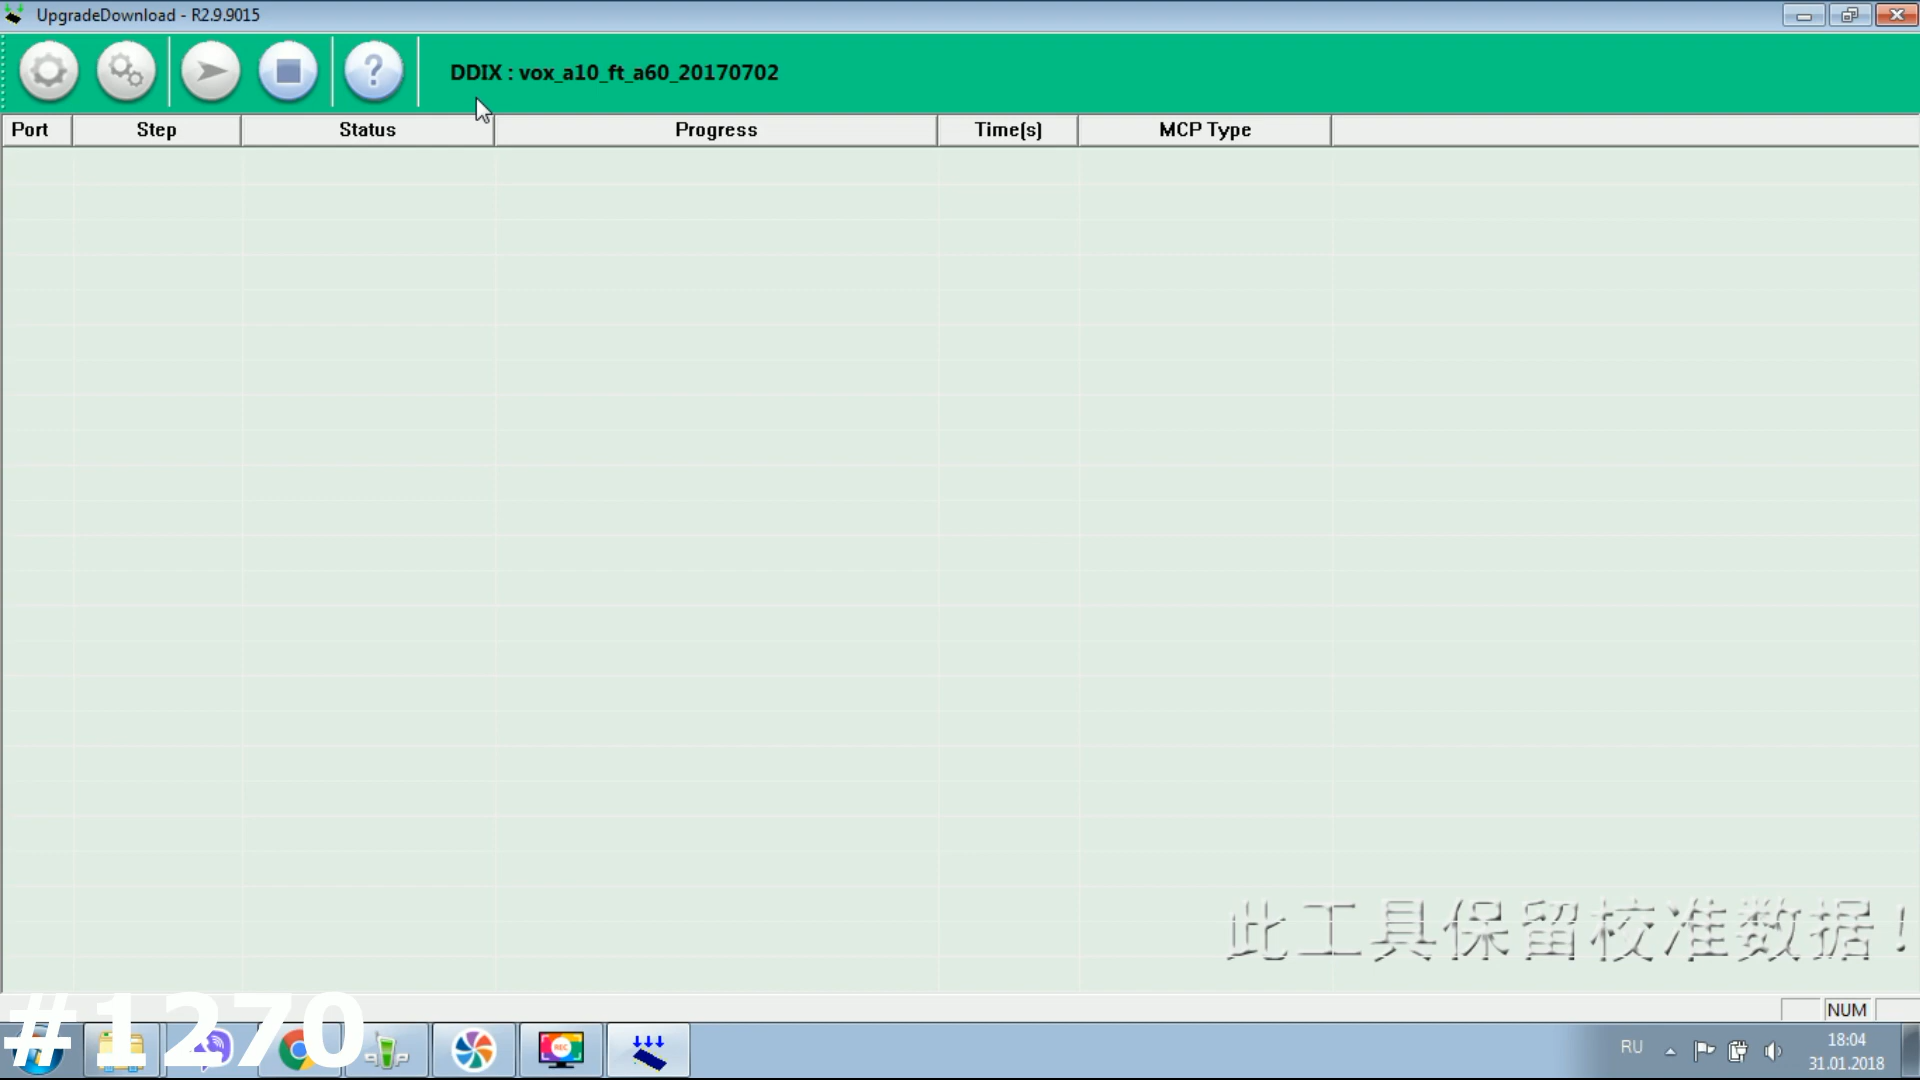 UpgradeDownload - R2.9.9015
DDIX : vox_a10_ft_a60_20170702
Port Step Status Progress Time(s) MCP Type
此工具保留校准数据！
NUM
#1270
REC
RU
18:04
31.01.2018